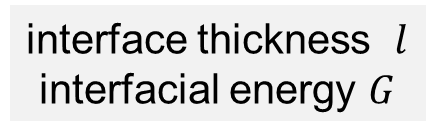 interface thickness l
interfacial energy G